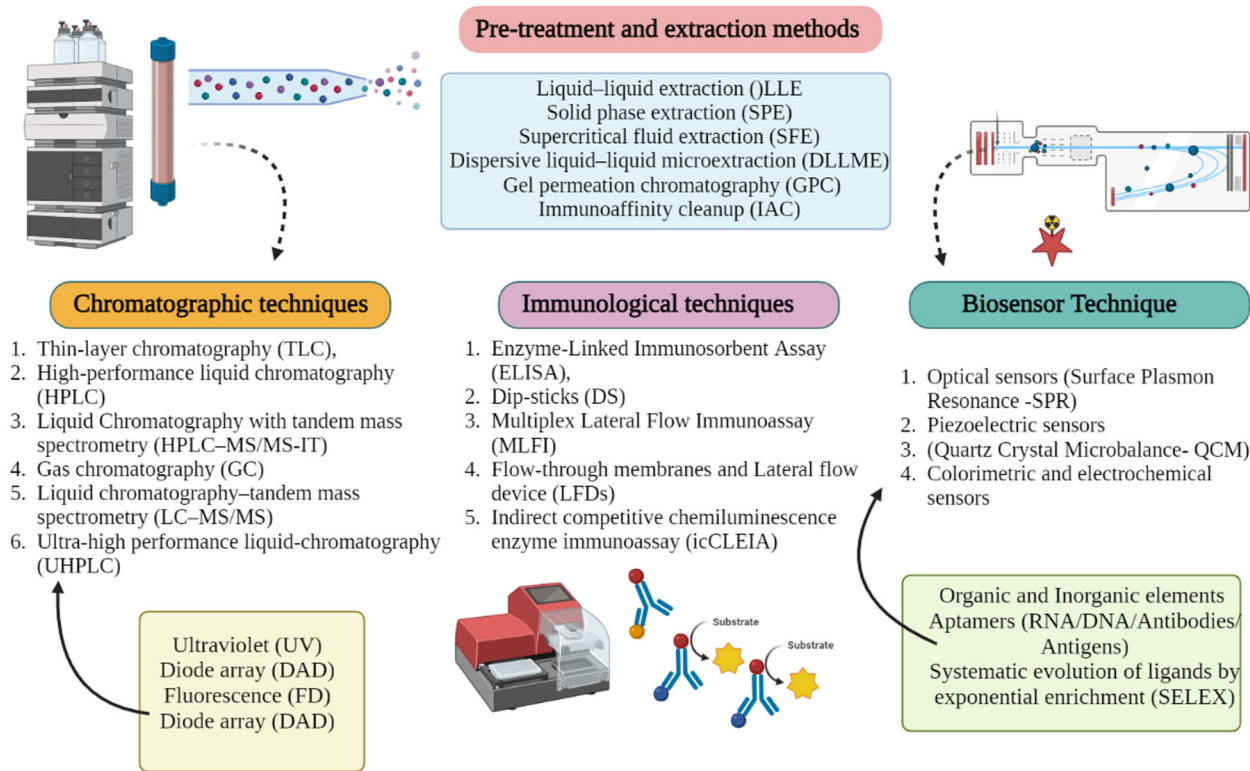 Pre-treatment and extraction methods
Liquid–liquid extraction ()LLE
Solid phase extraction (SPE)
Supercritical fluid extraction (SFE)
Dispersive liquid–liquid microextraction (DLLME)
Gel permeation chromatography (GPC)
Immunoaffinity cleanup (IAC)
Chromatographic techniques
1. Thin-layer chromatography (TLC),
2. High-performance liquid chromatography
(HPLC)
3. Liquid Chromatography with tandem mass
spectrometry (HPLC–MS/MS-IT)
4. Gas chromatography (GC)
5. Liquid chromatography–tandem mass
spectrometry (LC–MS/MS)
6. Ultra-high performance liquid-chromatography
(UHPLC)
Ultraviolet (UV)
Diode array (DAD)
Fluorescence (FD)
Diode array (DAD)
Immunological techniques
1. Enzyme-Linked Immunosorbent Assay
(ELISA),
2. Dip-sticks (DS)
3. Multiplex Lateral Flow Immunoassay
(MLFI)
4. Flow-through membranes and Lateral flow
device (LFDs)
5. Indirect competitive chemiluminescence
enzyme immunoassay (icCLEIA)
Substrate
Substrate
Biosensor Technique
1. Optical sensors (Surface Plasmon
Resonance -SPR)
2. Piezoelectric sensors
3. (Quartz Crystal Microbalance- QCM)
4. Colorimetric and electrochemical
sensors
Organic and Inorganic elements
Aptamers (RNA/DNA/Antibodies/
Antigens)
Systematic evolution of ligands by
exponential enrichment (SELEX)